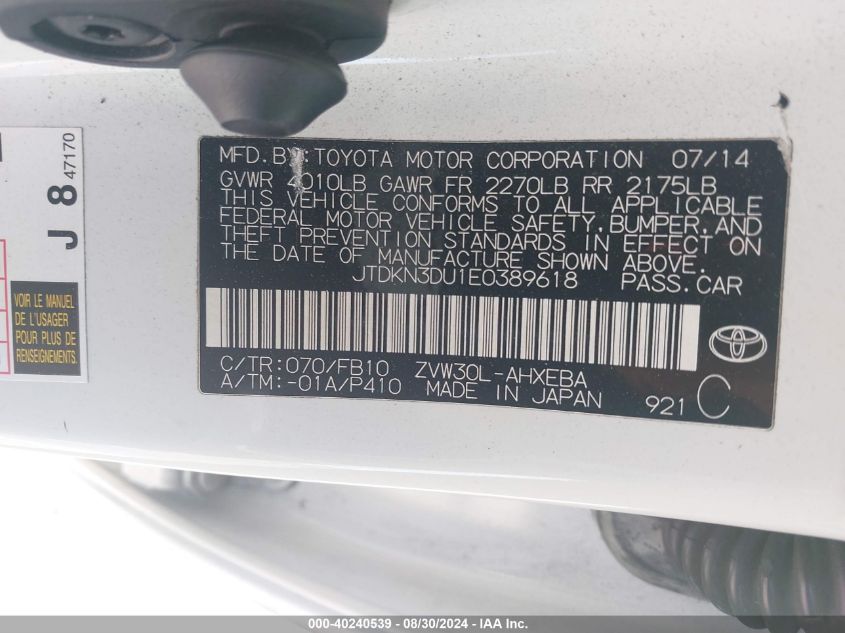 MFD.BY:TOYOTA MOTOR CORPORATION 07/14
GVWR 4010LB GAWR FR 2270LB RR 2175LB
THIS VEHICLE CONFORMS TO ALL APPLICABLE
FEDERAL MOTOR VEHICLE SAFETY,BUMPER,AND
THEFT PREVENTION STANDARDS IN EFFECT ON
THE DATE OF MANUFACTURE SHOWN ABOVE.
JTDKN3DU1E0389618 PASS.CAR
C/TR:070/FB10 ZVW30L-AHXEBA
A/TM:-01A/P410 MADE IN JAPAN 921 C
J 8 47170
VOIR LE MANUEL
DE L'USAGER
POUR PLUS DE
RENSEIGNEMENTS.
000-40240539 - 08/30/2024 - IAA Inc.